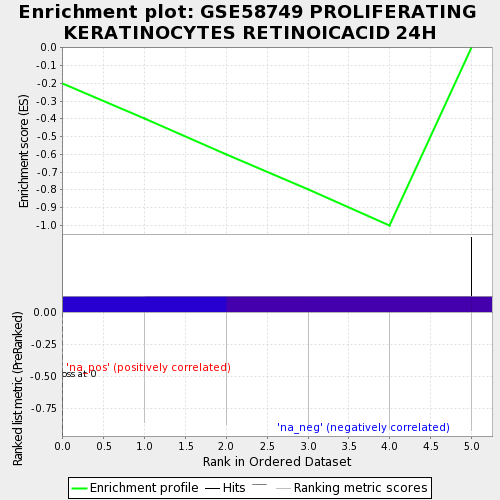 Enrichment plot: GSE58749 PROLIFERATING
KERATINOCYTES RETINOICACID 24H
Enrichment score (ES)
0.0
-0.1
-0.2
-0.3
-0.4
-0.5
-0.6
-0.7
-0.8
-0.9
-1.0
Ranked list metric (PreRanked)
0.00
-0.25
-0.50
-0.75
'na_pos' (positively correlated)
oss at 0
'na_neg' (negatively correlated)
0.0 0.5 1.0 1.5 2.0 2.5 3.0 3.5 4.0 4.5 5.0
Rank in Ordered Dataset
Enrichment profile Hits Ranking metric scores